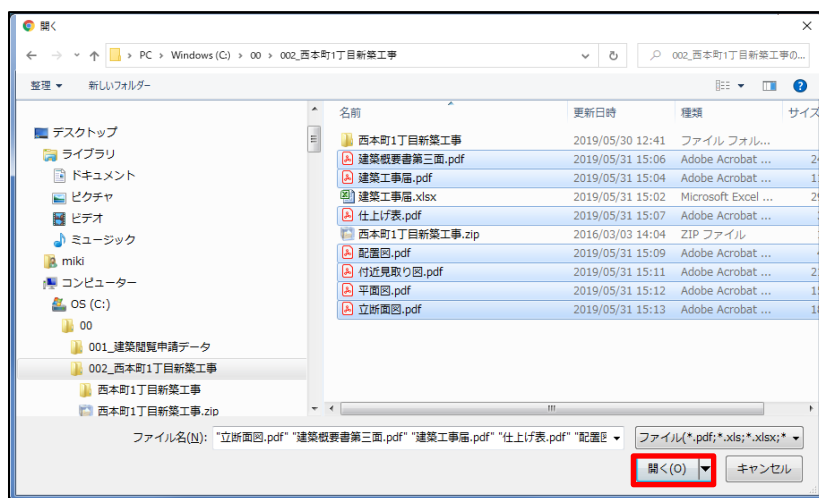 開く
PC › Windows (C:) › 00 › 002_西本町1丁目新築工事
002_西本町1丁目新築工事の...
整理 新しいフォルダー
名前 更新日時 種類 サイズ
デスクトップ
ライブラリ
ドキュメント
ピクチャ
ビデオ
ミュージック
miki
コンピューター
OS (C:)
00
001_建築閲覧申請データ
002_西本町1丁目新築工事
西本町1丁目新築工事
西本町1丁目新築工事.zip
西本町1丁目新築工事 2019/05/30 12:41 ファイル フォル...
建築概要書第三面.pdf 2019/05/31 15:06 Adobe Acrobat ...
建築工事届.pdf 2019/05/31 15:04 Adobe Acrobat ...
建築工事届.xlsx 2019/05/31 15:02 Microsoft Excel ...
仕上げ表.pdf 2019/05/31 15:07 Adobe Acrobat ...
西本町1丁目新築工事.zip 2016/03/03 14:04 ZIP ファイル
配置図.pdf 2019/05/31 15:09 Adobe Acrobat ...
付近見取り図.pdf 2019/05/31 15:11 Adobe Acrobat ...
平面図.pdf 2019/05/31 15:12 Adobe Acrobat ...
立断面図.pdf 2019/05/31 15:13 Adobe Acrobat ...
ファイル名(N): "立断面図.pdf" "建築概要書第三面.pdf" "建築工事届.pdf" "仕上げ表.pdf" "配置図
ファイル(*.pdf;*.xls;*.xlsx;*
開く(O) キャンセル